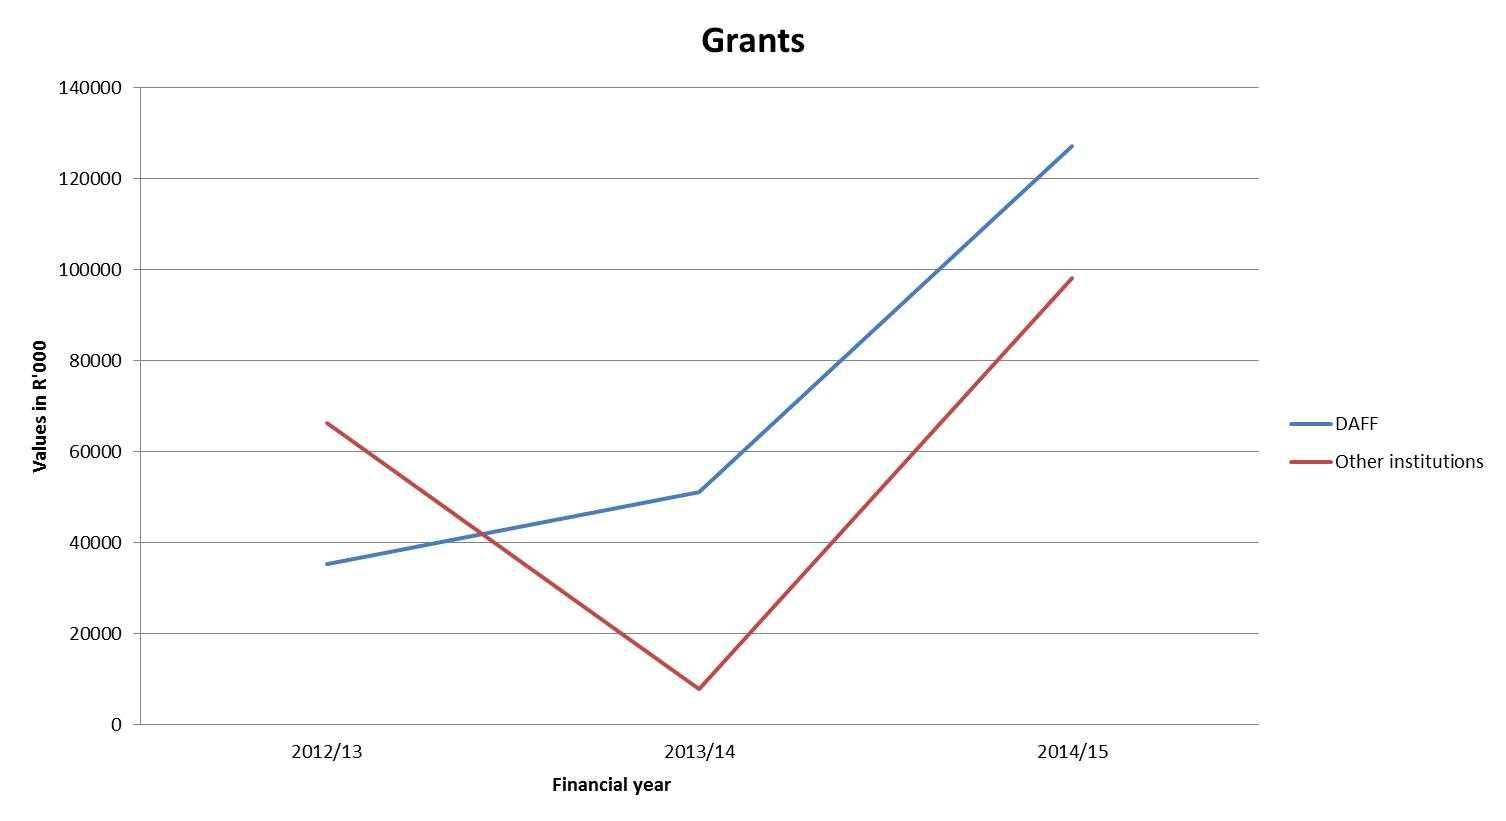 Grants
140000
120000
100000
80000
60000
40000
20000
0
Values in R'000
2012/13
2013/14
2014/15
Financial year
DAFF
Other institutions